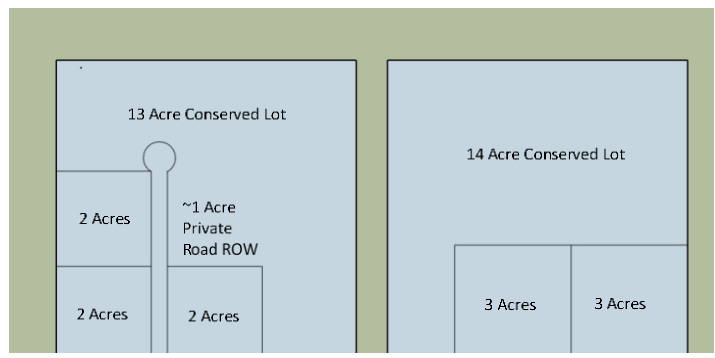 13 Acre Conserved Lot
14 Acre Conserved Lot
2 Acres
~1 Acre
Private
Road ROW
2 Acres
2 Acres
3 Acres
3 Acres